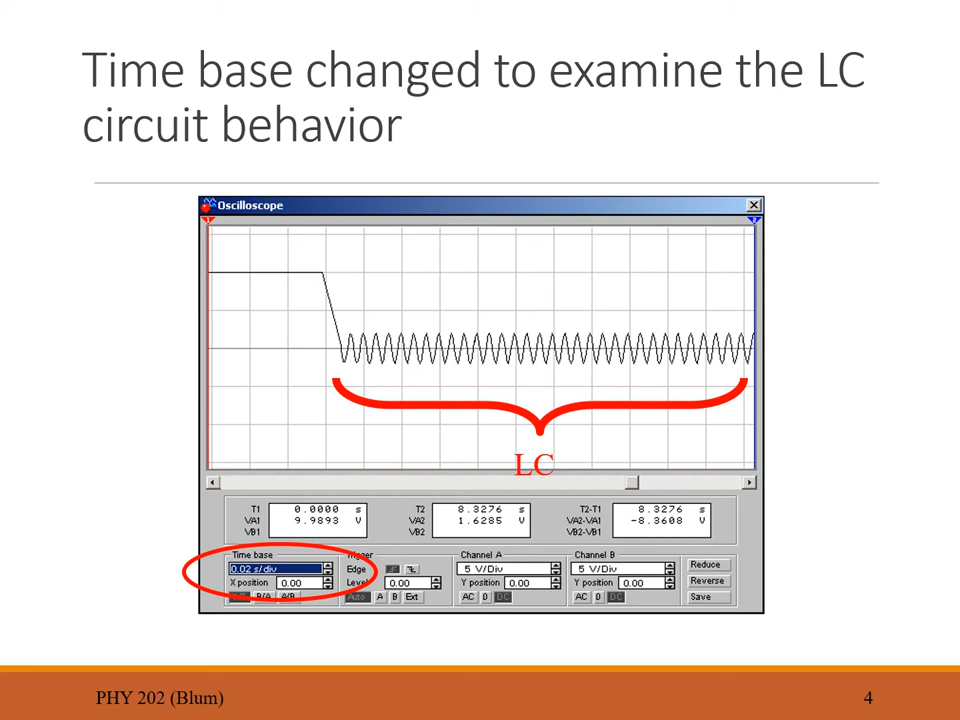 Time base changed to examine the LC
circuit behavior
Oscilloscope
1
2
LC
T1 0.0000 s
VA1 9.9893 V
VB1
T2 8.3276 s
VA2 1.6285 V
VB2
T2-T1 8.3276 s
VA2-VA1 -8.3608 V
VB2-VB1
Time base
0.02 s/div
X position 0.00
B/A A/B
Trigger
Edge
Level 0.00
Auto A B Ext
Channel A
5 V/Div
Y position 0.00
AC 0 DC
Channel B
5 V/Div
Y position 0.00
AC 0 DC
Reduce
Reverse
Save
PHY 202 (Blum)
4